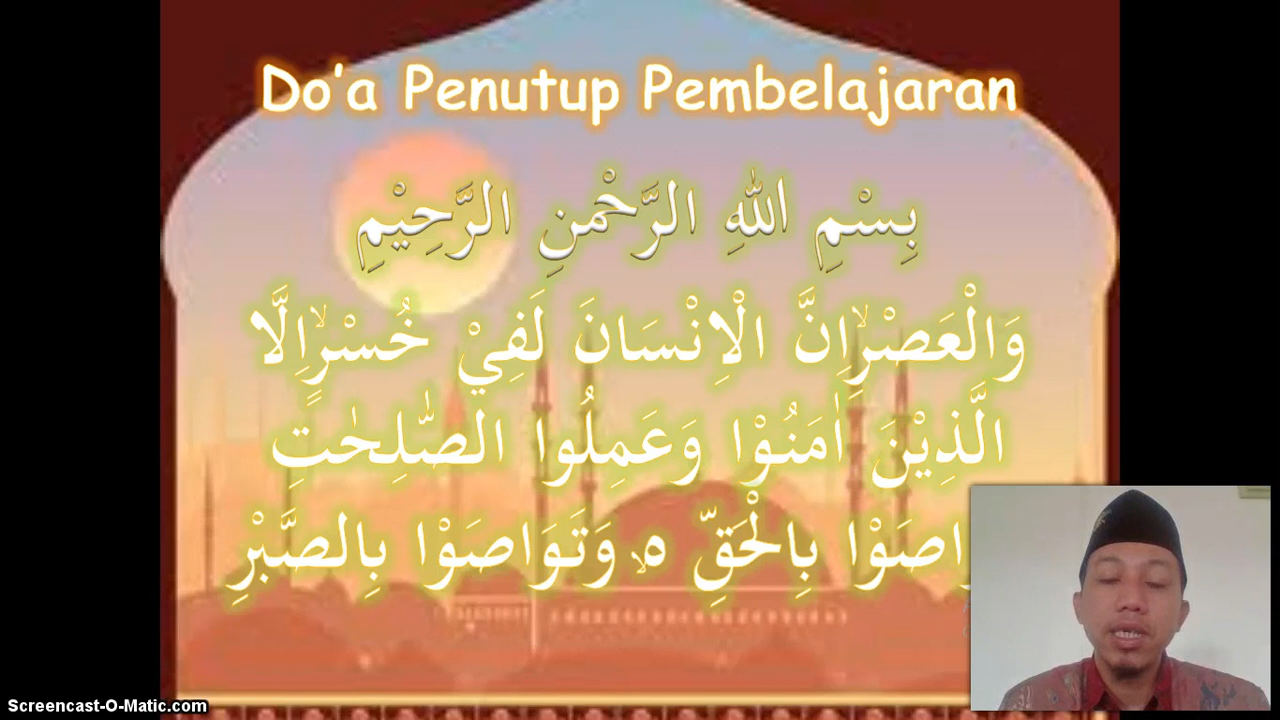 Do'a Penutup Pembelajaran
بِسْمِ اللّٰهِ الرَّحْمٰنِ الرَّحِيْمِ
وَالْعَصْرِۙاِنَّ الْاِنْسَانَ لَفِيْ خُسْرٍۙاِلَّا
الَّذِيْنَ اٰمَنُوْا وَعَمِلُوا الصّٰلِحٰتِ
بِالْحَقِّ ەۙ وَتَوَاصَوْا بِالصَّبْرِ
Screencast-O-Matic.com